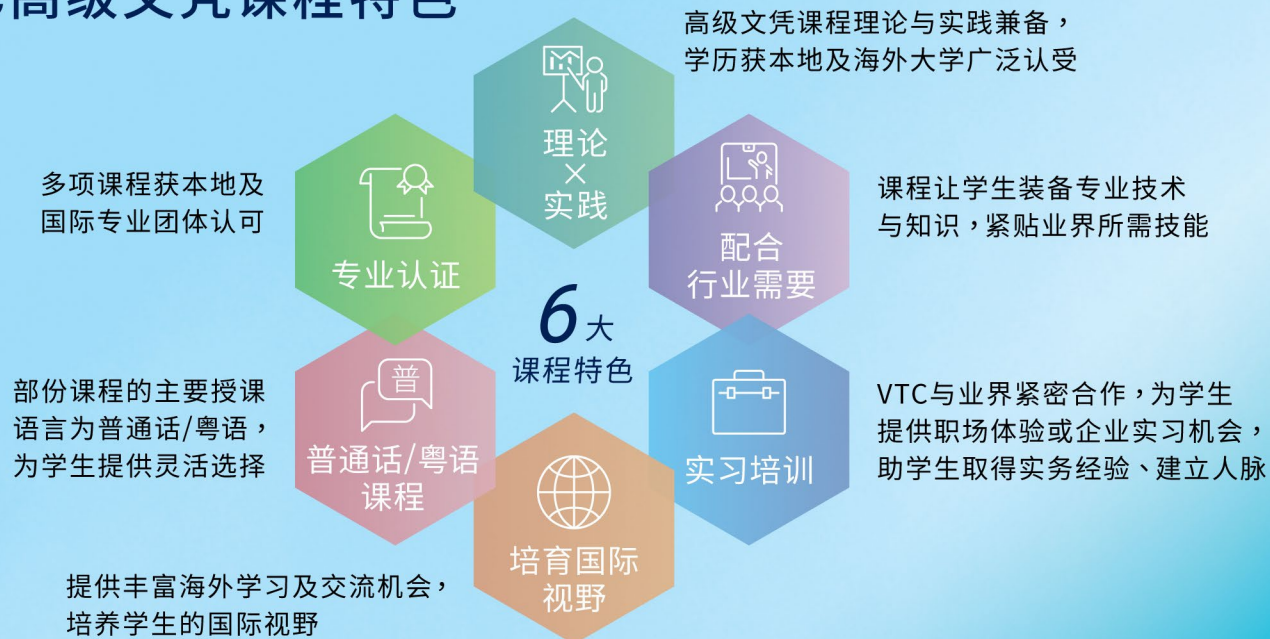 高级文凭课程特色
高级文凭课程理论与实践兼备，
学历获本地及海外大学广泛认受
理论
×
实践
多项课程获本地及
国际专业团体认可
专业认证
配合
行业需要
课程让学生装备专业技术
与知识，紧贴业界所需技能
6大
课程特色
部份课程的主要授课
语言为普通话/粤语，
为学生提供灵活选择
普
普通话/粤语
课程
实习培训
VTC与业界紧密合作，为学生
提供职场体验或企业实习机会，
助学生取得实务经验、建立人脉
培育国际
视野
提供丰富海外学习及交流机会，
培养学生的国际视野